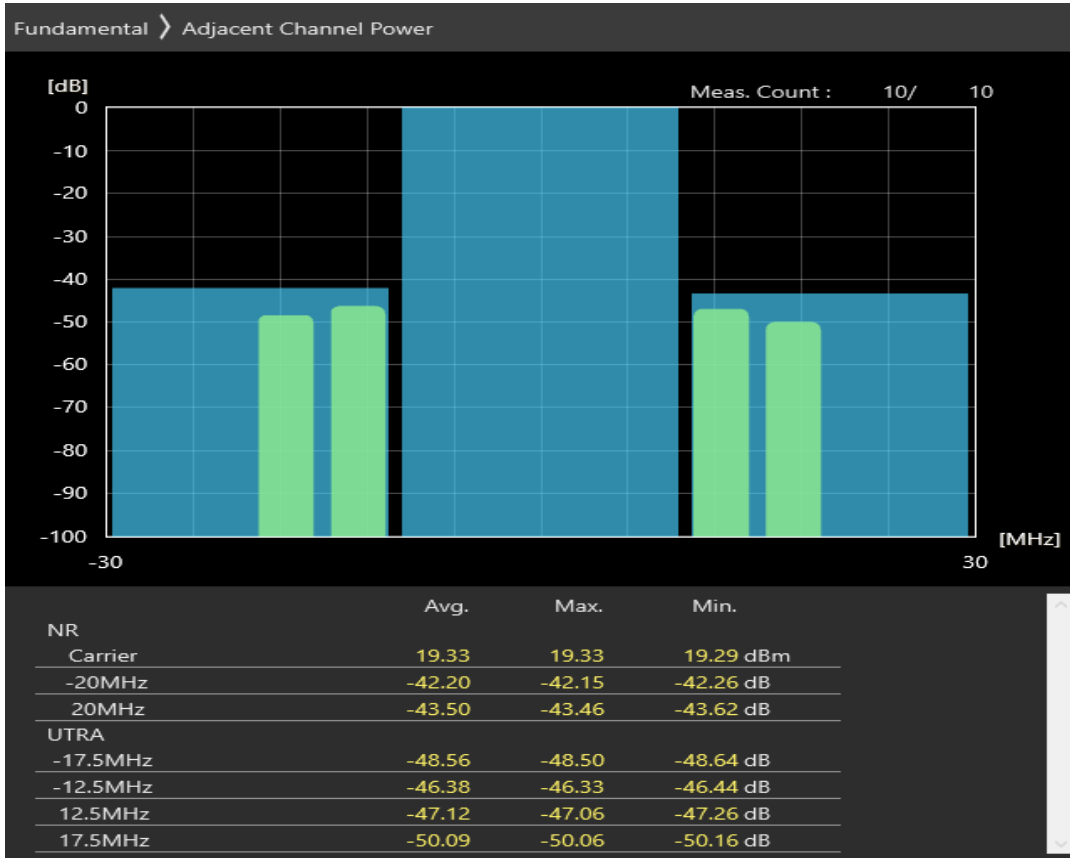 Fundamental ❯ Adjacent Channel Power
[dB]
Meas. Count : 10/ 10
0
-10
-20
-30
-40
-50
-60
-70
-80
-90
-100
[MHz]
-30 30
Avg. Max. Min.
NR
Carrier 19.33 19.33 19.29 dBm
-20MHz -42.20 -42.15 -42.26 dB
20MHz -43.50 -43.46 -43.62 dB
UTRA
-17.5MHz -48.56 -48.50 -48.64 dB
-12.5MHz -46.38 -46.33 -46.44 dB
12.5MHz -47.12 -47.06 -47.26 dB
17.5MHz -50.09 -50.06 -50.16 dB